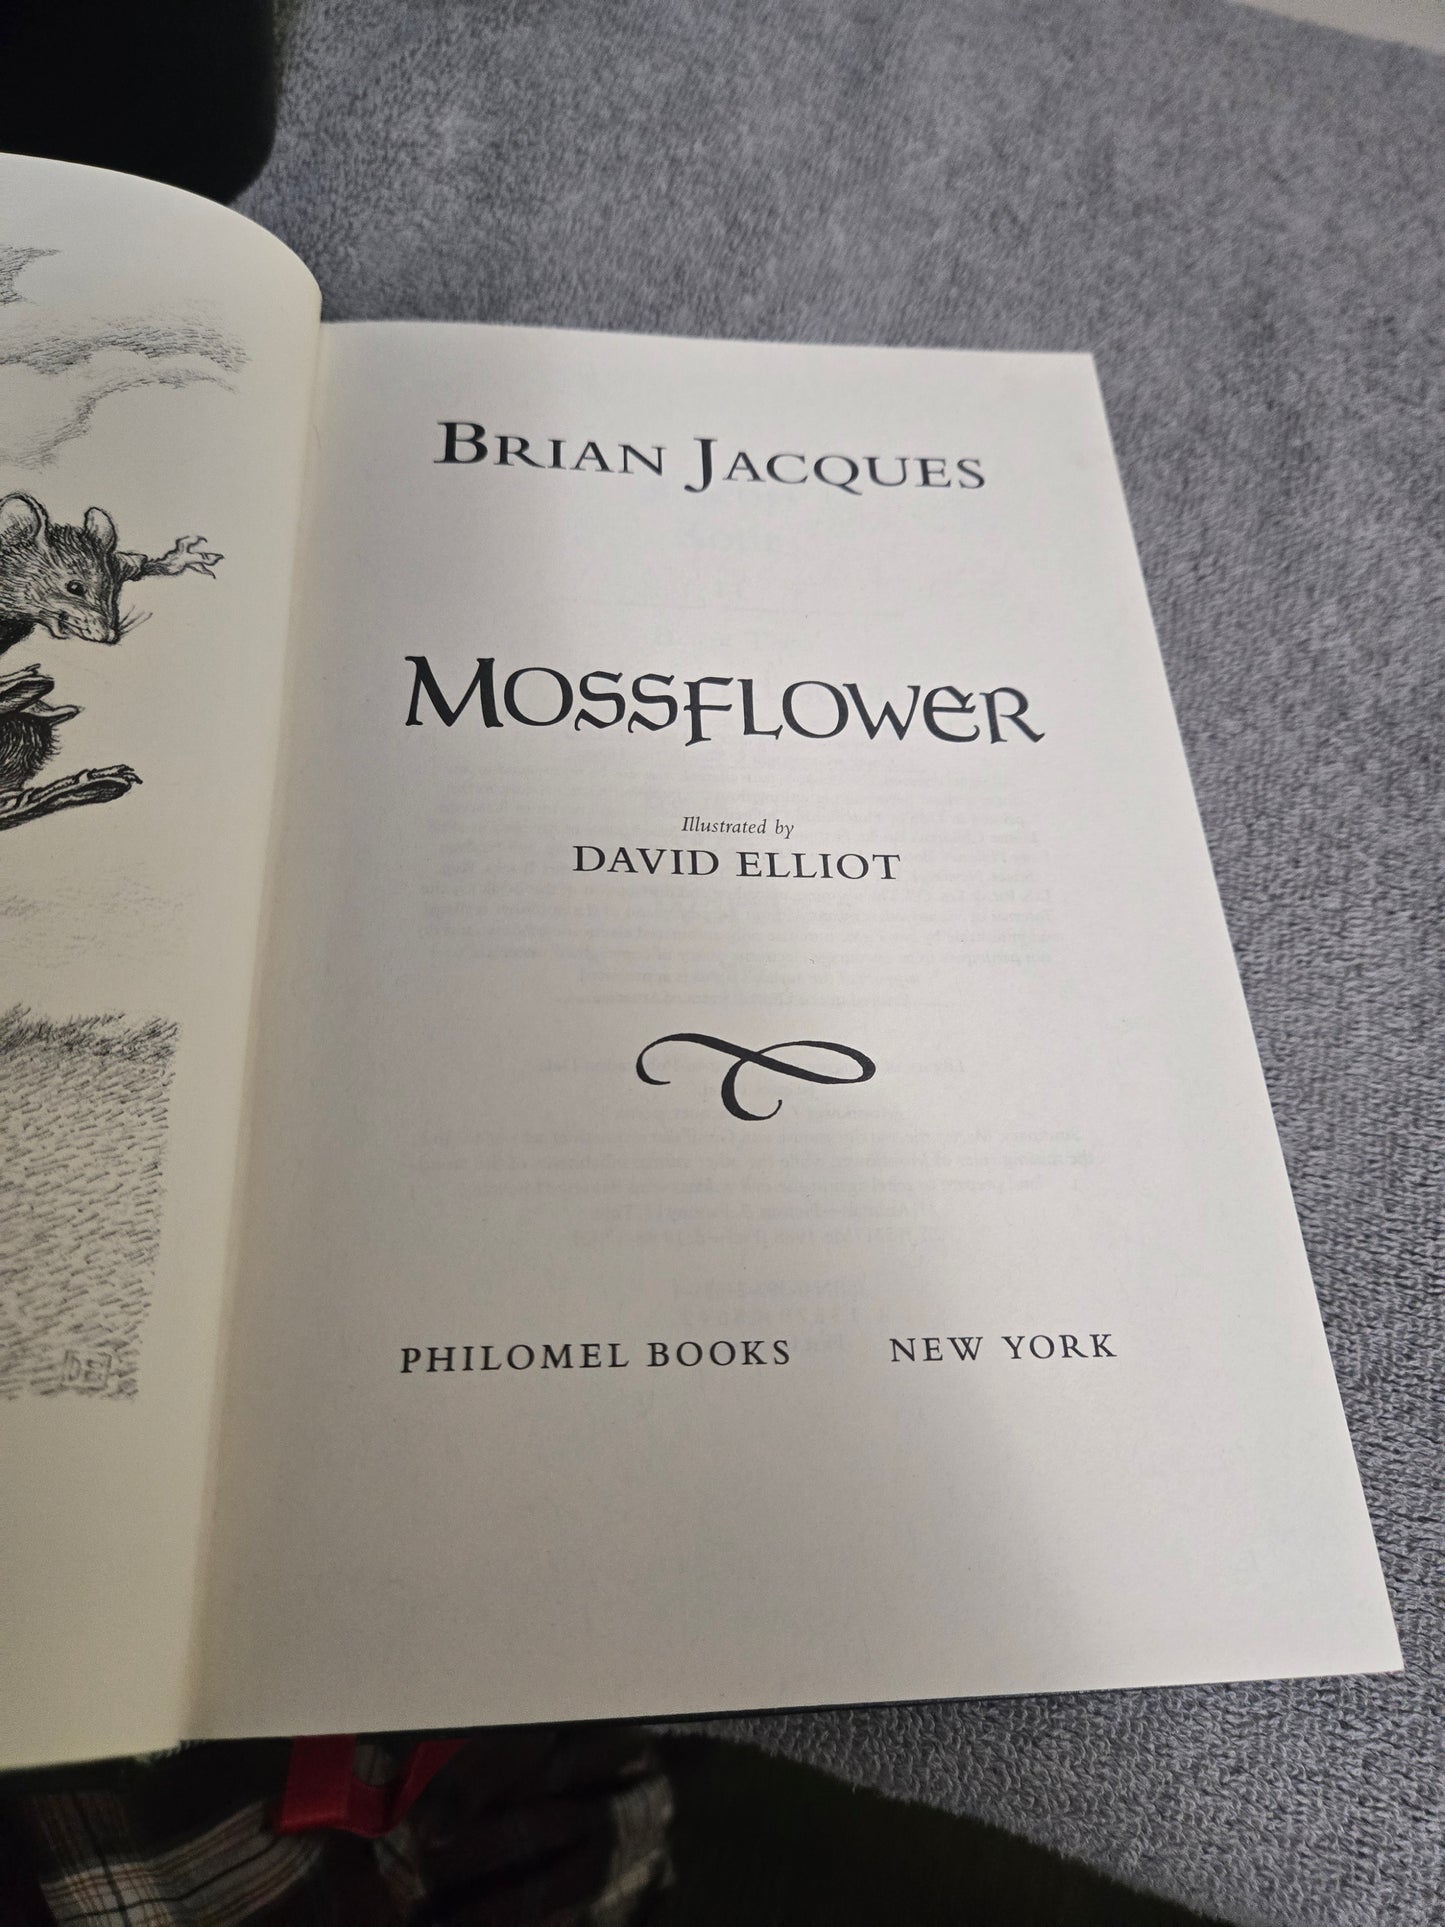 BRIAN JACQUES
MOSSFLOWER
Illustrated by
DAVID ELLIOT
PHILOMEL BOOKS NEW YORK